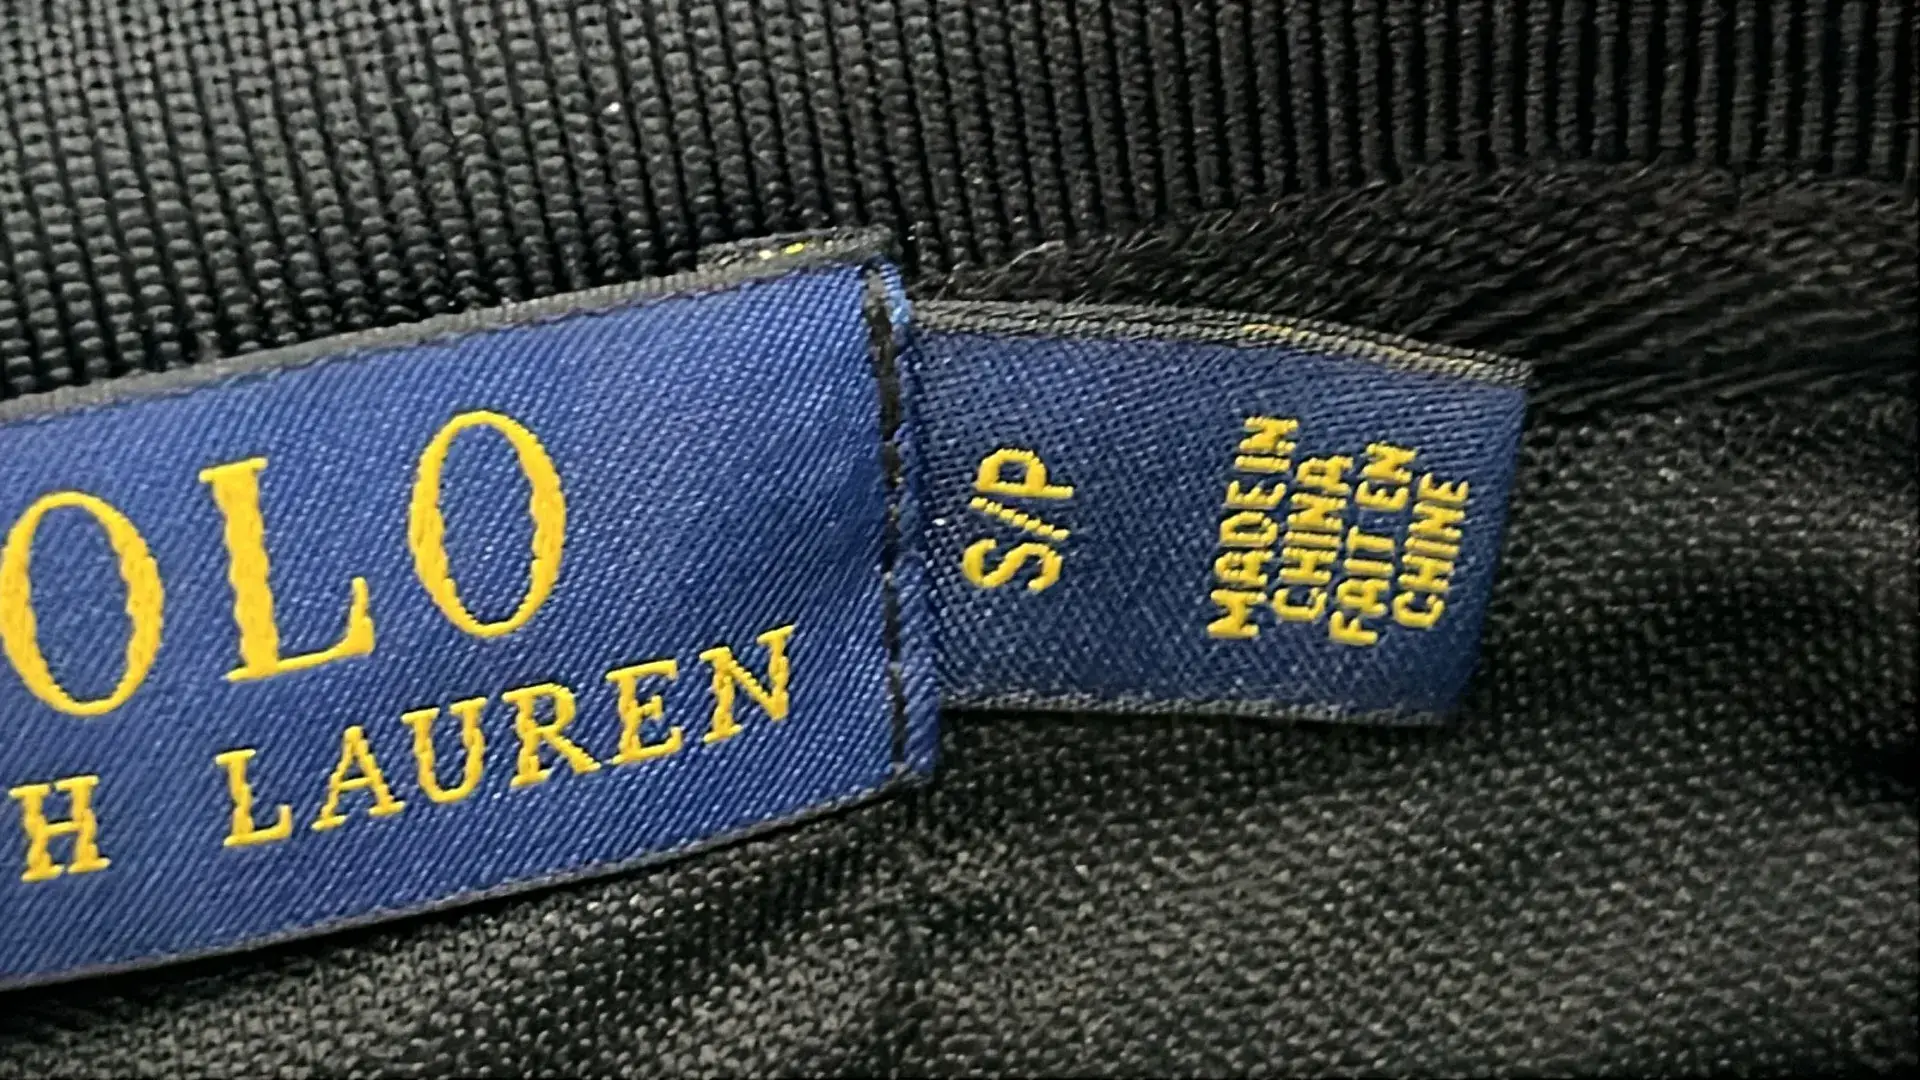 OLO
H LAUREN
S/P
MADE IN
CHINA
FAIT EN
CHINE